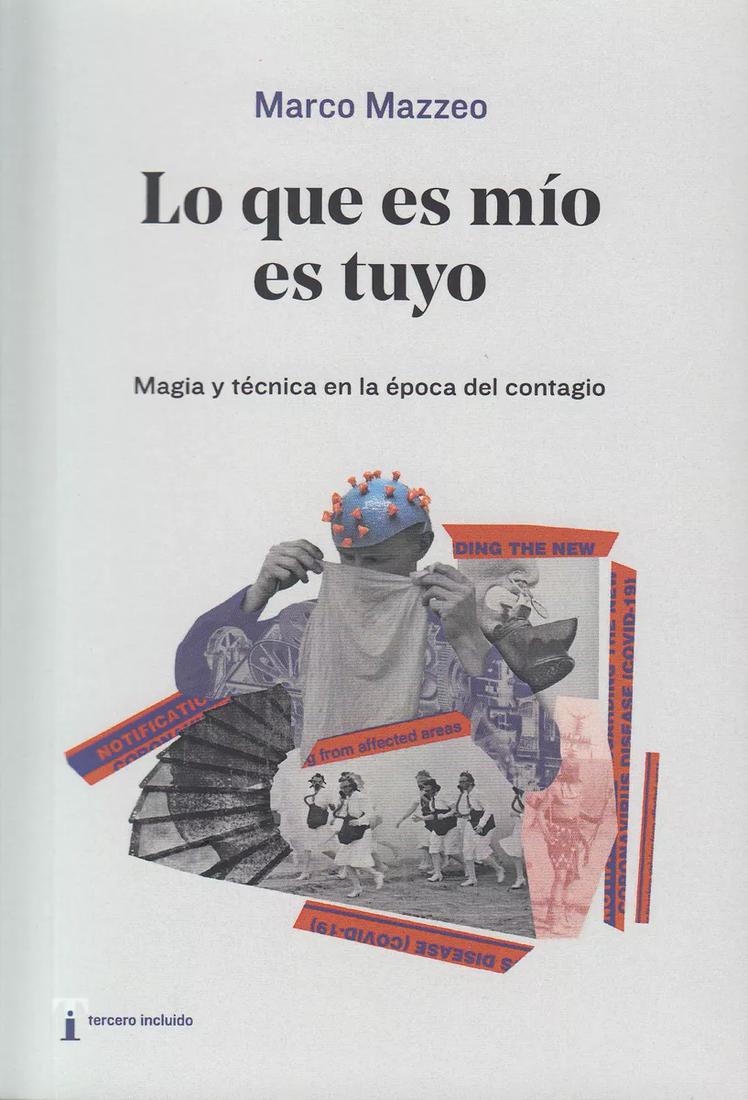 Marco Mazzeo
Lo que es mío
es tuyo
Magia y técnica en la época del contagio
DING THE NEW
NOTIFICATIO
g from affected areas
CORONAVIRUS DISEASE (COVID-19)
S DISEASE (COVID-19)
tercero incluido